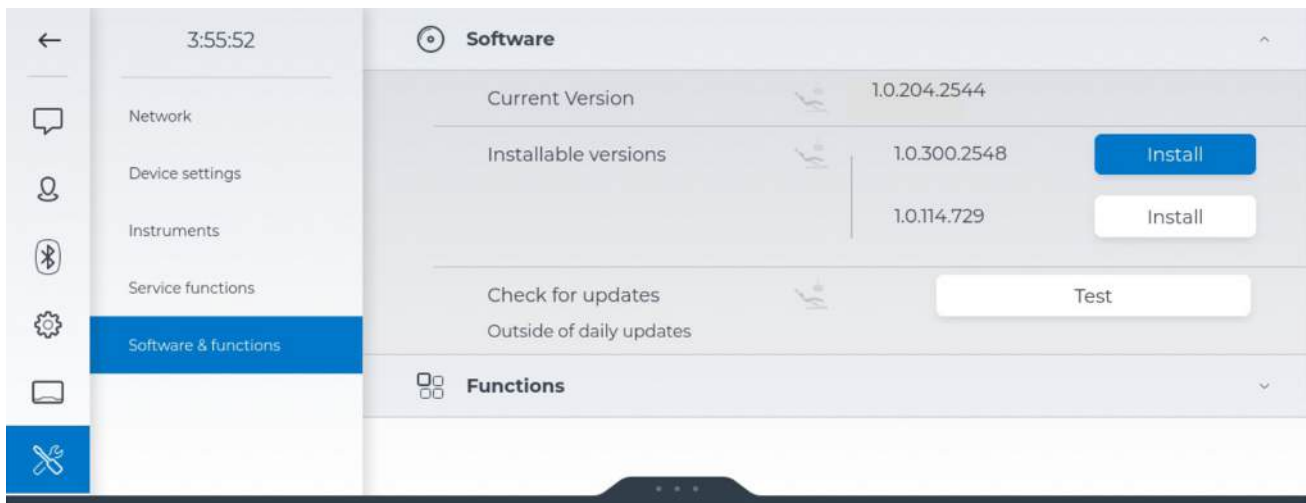 3:55:52
Network
Device settings
Instruments
Service functions
Software & functions
Software
Current Version 1.0.204.2544
Installable versions 1.0.300.2548 Install
1.0.114.729 Install
Check for updates Test
Outside of daily updates
Functions